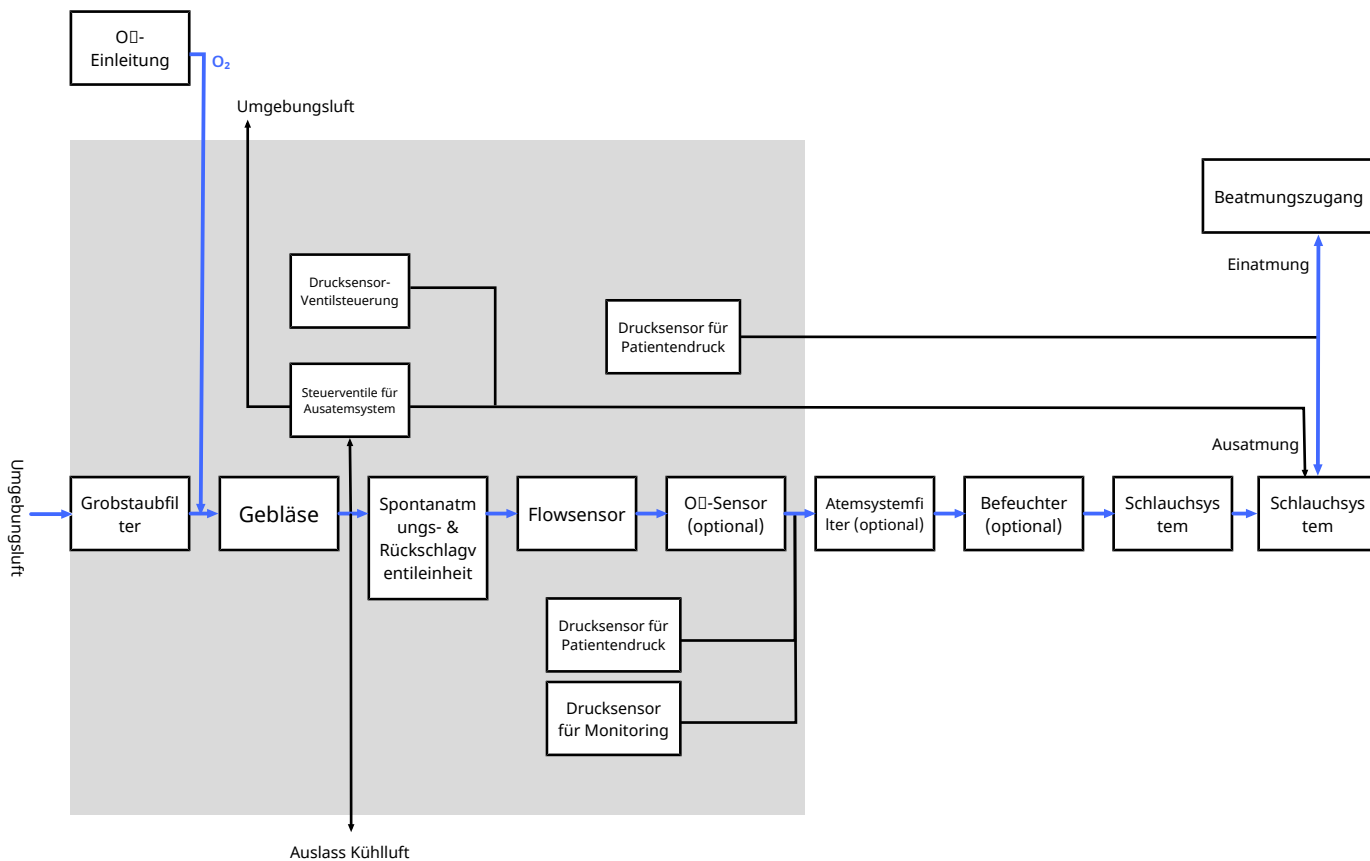 O▯-
Einleitung
O₂
Umgebungsluft
Beatmungszugang
Einatmung
Drucksensor-
Ventilsteuerung
Drucksensor für
Patientendruck
Steuerventile für
Ausatemsystem
Ausatmung
Umgebungsluft
Grobstaubfil
ter
Gebläse
Spontanatm
ungs- &
Rückschlagv
entileinheit
Flowsensor
O▯-Sensor
(optional)
Atemsystemfi
lter (optional)
Befeuchter
(optional)
Schlauchsys
tem
Schlauchsys
tem
Drucksensor für
Patientendruck
Drucksensor
für Monitoring
Auslass Kühlluft